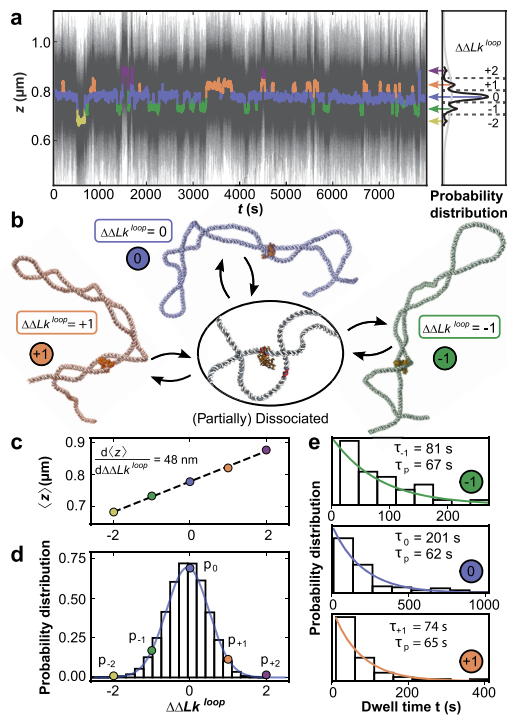 a
1.0
0.8
0.6
z (μm)
0 1000 2000 3000 4000 5000 6000 7000
t (s)
ΔΔLk loop
+2
+1
0
-1
-2
Probability
distribution
b
ΔΔLk loop = 0
0
ΔΔLk loop = +1
+1
ΔΔLk loop = -1
-1
(Partially) Dissociated
c
0.9
0.8
0.7
⟨z⟩(μm)
d⟨z⟩
dΔΔLk loop
= 48 nm
-2 0 2
d
Probability distribution
0.75
0.50
0.25
0.00
p-2
p-1
p0
p+1
p+2
-2 0 2
ΔΔLk loop
e
Probability distribution
τ-1 = 81 s
τp = 67 s
-1
0 100 200
τ0 = 201 s
τp = 62 s
0
0 500 1000
τ+1 = 74 s
τp = 65 s
+1
0 200 400
Dwell time t (s)